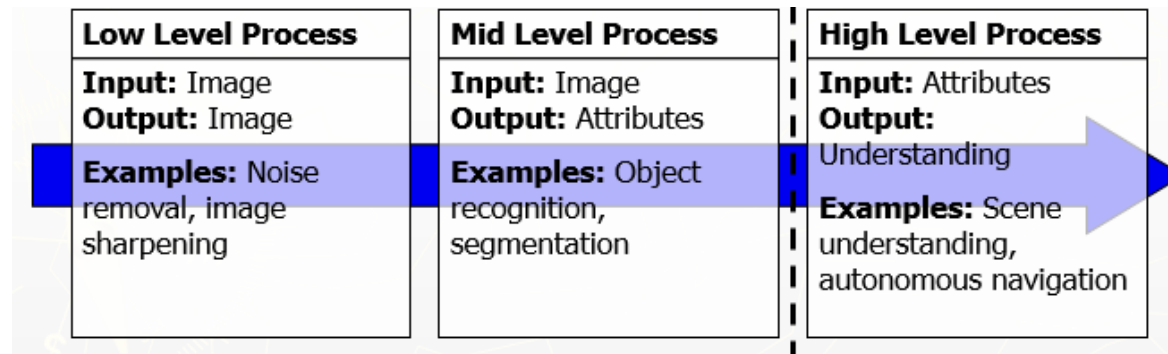 Low Level Process
Input: Image
Output: Image
Examples: Noise
removal, image
sharpening
Mid Level Process
Input: Image
Output: Attributes
Examples: Object
recognition,
segmentation
High Level Process
Input: Attributes
Output:
Understanding
Examples: Scene
understanding,
autonomous navigation